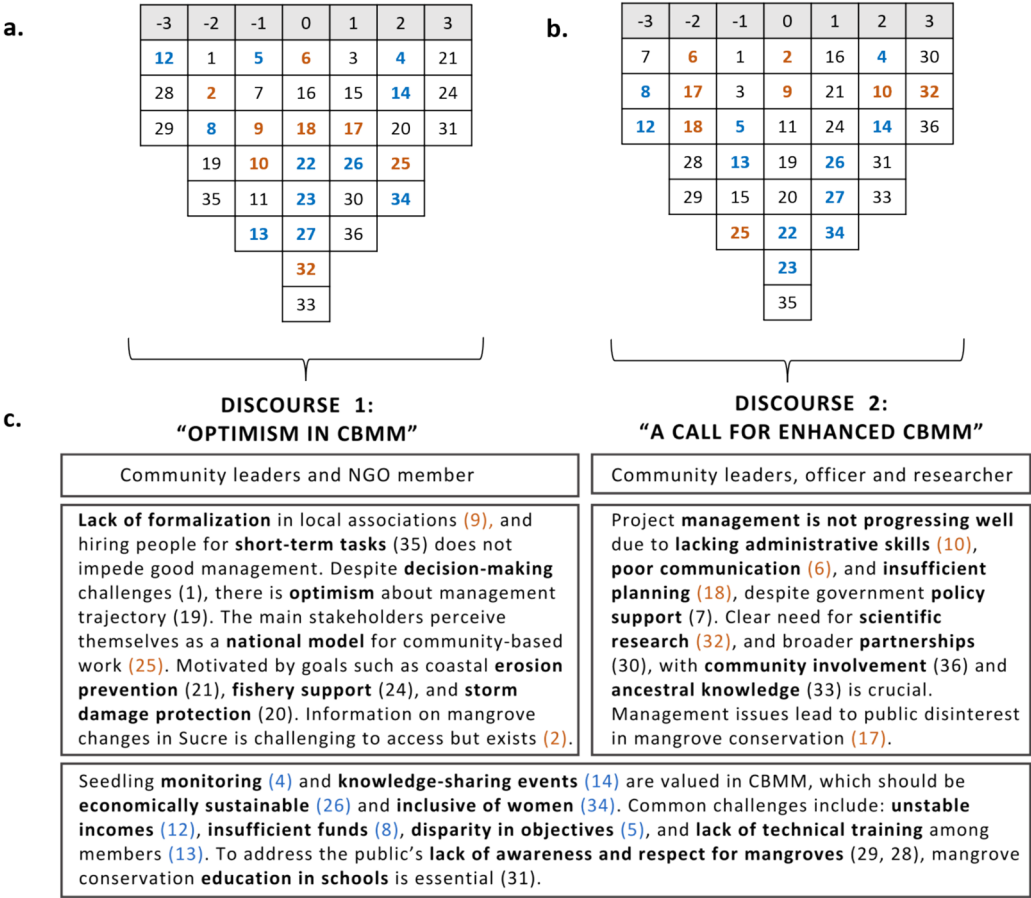 a.
-3 -2 -1 0 1 2 3
12 1 5 6 3 4 21
28 2 7 16 15 14 24
29 8 9 18 17 20 31
19 10 22 26 25
35 11 23 30 34
13 27 36
32
33
b.
-3 -2 -1 0 1 2 3
7 6 1 2 16 4 30
8 17 3 9 21 10 32
12 18 5 11 24 14 36
28 13 19 26 31
29 15 20 27 33
25 22 34
23
35
c.
DISCOURSE 1:
“OPTIMISM IN CBMM”
Community leaders and NGO member
Lack of formalization in local associations (9), and
hiring people for short-term tasks (35) does not
impede good management. Despite decision-making
challenges (1), there is optimism about management
trajectory (19). The main stakeholders perceive
themselves as a national model for community-based
work (25). Motivated by goals such as coastal erosion
prevention (21), fishery support (24), and storm
damage protection (20). Information on mangrove
changes in Sucre is challenging to access but exists (2).
DISCOURSE 2:
“A CALL FOR ENHANCED CBMM”
Community leaders, officer and researcher
Project management is not progressing well
due to lacking administrative skills (10),
poor communication (6), and insufficient
planning (18), despite government policy
support (7). Clear need for scientific
research (32), and broader partnerships
(30), with community involvement (36) and
ancestral knowledge (33) is crucial.
Management issues lead to public disinterest
in mangrove conservation (17).
Seedling monitoring (4) and knowledge-sharing events (14) are valued in CBMM, which should be
economically sustainable (26) and inclusive of women (34). Common challenges include: unstable
incomes (12), insufficient funds (8), disparity in objectives (5), and lack of technical training among
members (13). To address the public’s lack of awareness and respect for mangroves (29, 28), mangrove
conservation education in schools is essential (31).